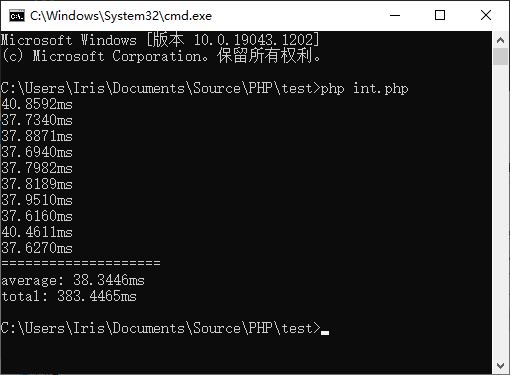 C:\Windows\System32\cmd.exe
Microsoft Windows [版本 10.0.19043.1202]
(c) Microsoft Corporation。保留所有权利。
C:\Users\Iris\Documents\Source\PHP\test>php int.php
40.8592ms
37.7340ms
37.8871ms
37.6940ms
37.7982ms
37.8189ms
37.9510ms
37.6160ms
40.4611ms
37.6270ms
====================
average: 38.3446ms
total: 383.4465ms
C:\Users\Iris\Documents\Source\PHP\test>